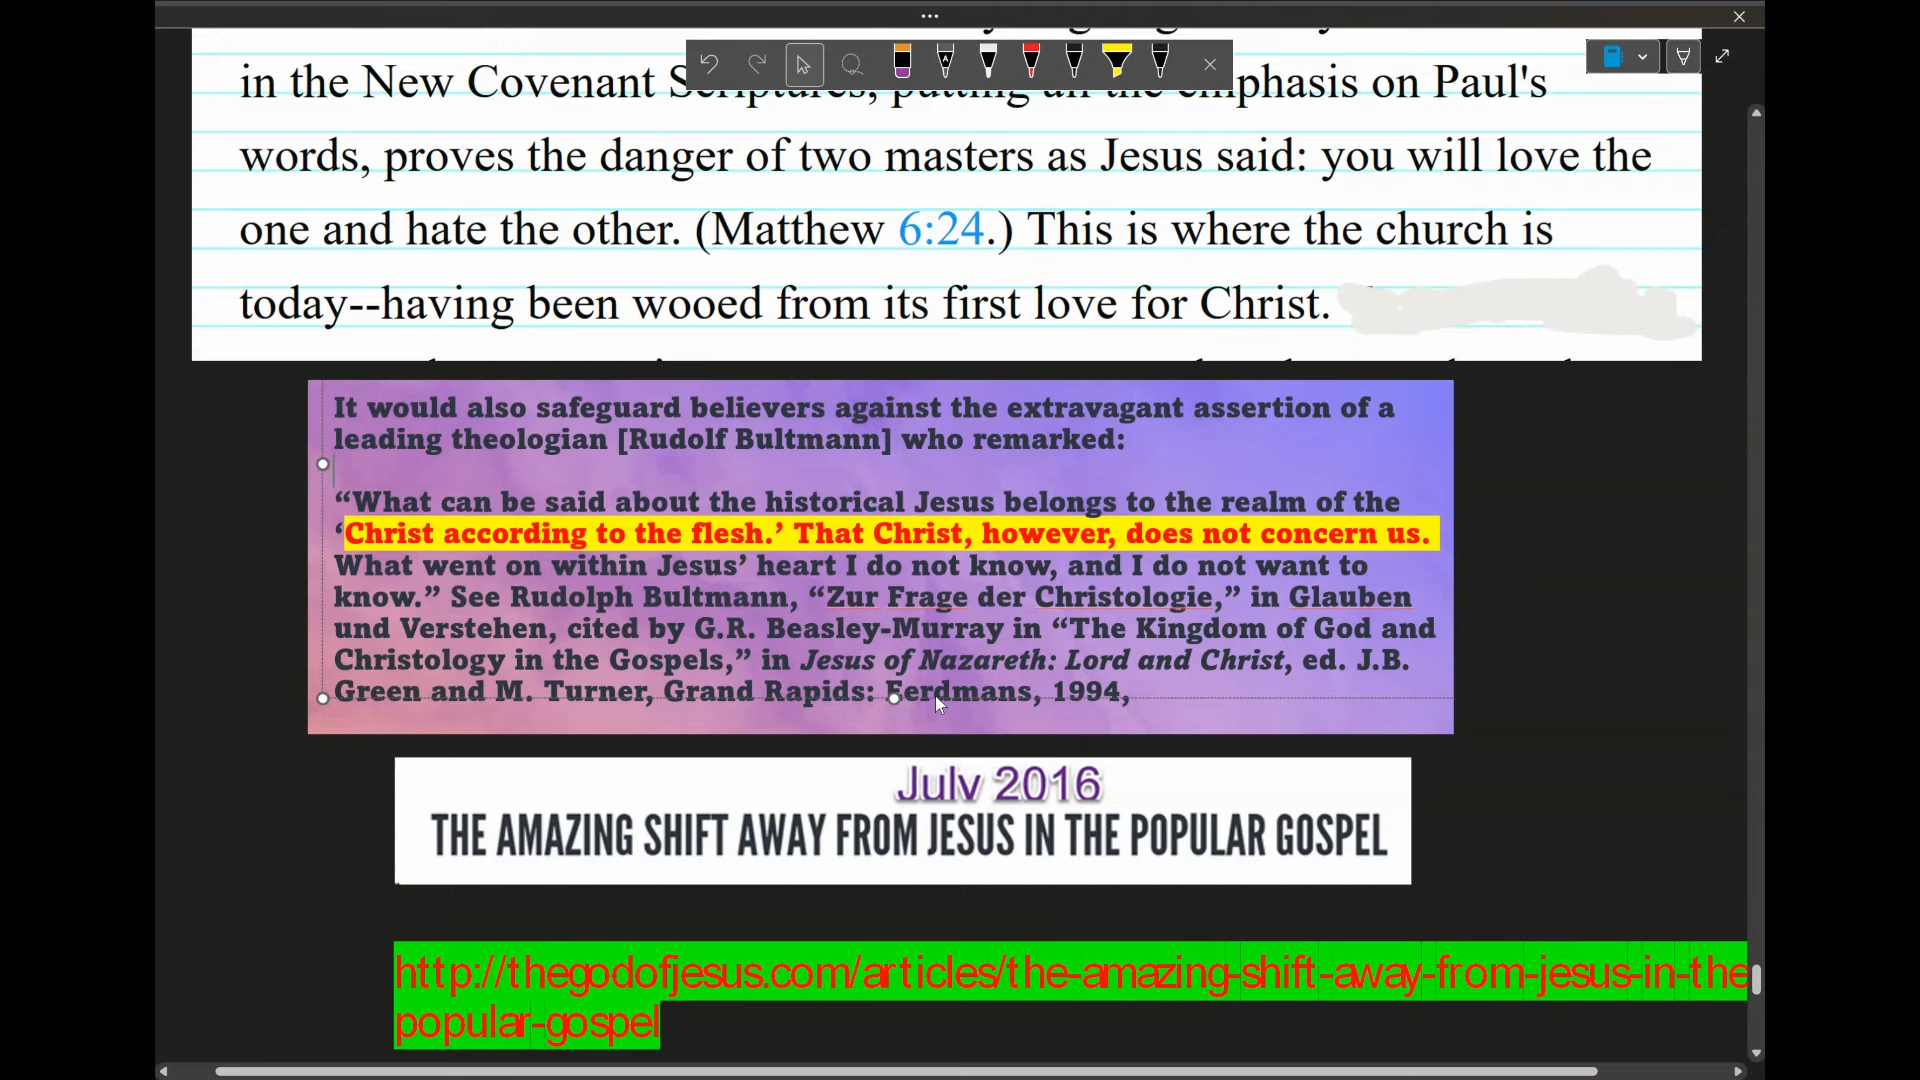 in the New Covenant Scriptures, putting all the emphasis on Paul's
words, proves the danger of two masters as Jesus said: you will love the
one and hate the other. (Matthew 6:24.) This is where the church is
today--having been wooed from its first love for Christ.
It would also safeguard believers against the extravagant assertion of a
leading theologian [Rudolf Bultmann] who remarked:
“What can be said about the historical Jesus belongs to the realm of the
‘Christ according to the flesh.’ That Christ, however, does not concern us.
What went on within Jesus’ heart I do not know, and I do not want to
know.” See Rudolph Bultmann, “Zur Frage der Christologie,” in Glauben
und Verstehen, cited by G.R. Beasley-Murray in “The Kingdom of God and
Christology in the Gospels,” in Jesus of Nazareth: Lord and Christ, ed. J.B.
Green and M. Turner, Grand Rapids: Eerdmans, 1994,
July 2016
THE AMAZING SHIFT AWAY FROM JESUS IN THE POPULAR GOSPEL
http://thegodofjesus.com/articles/the-amazing-shift-away-from-jesus-in-the
popular-gospel